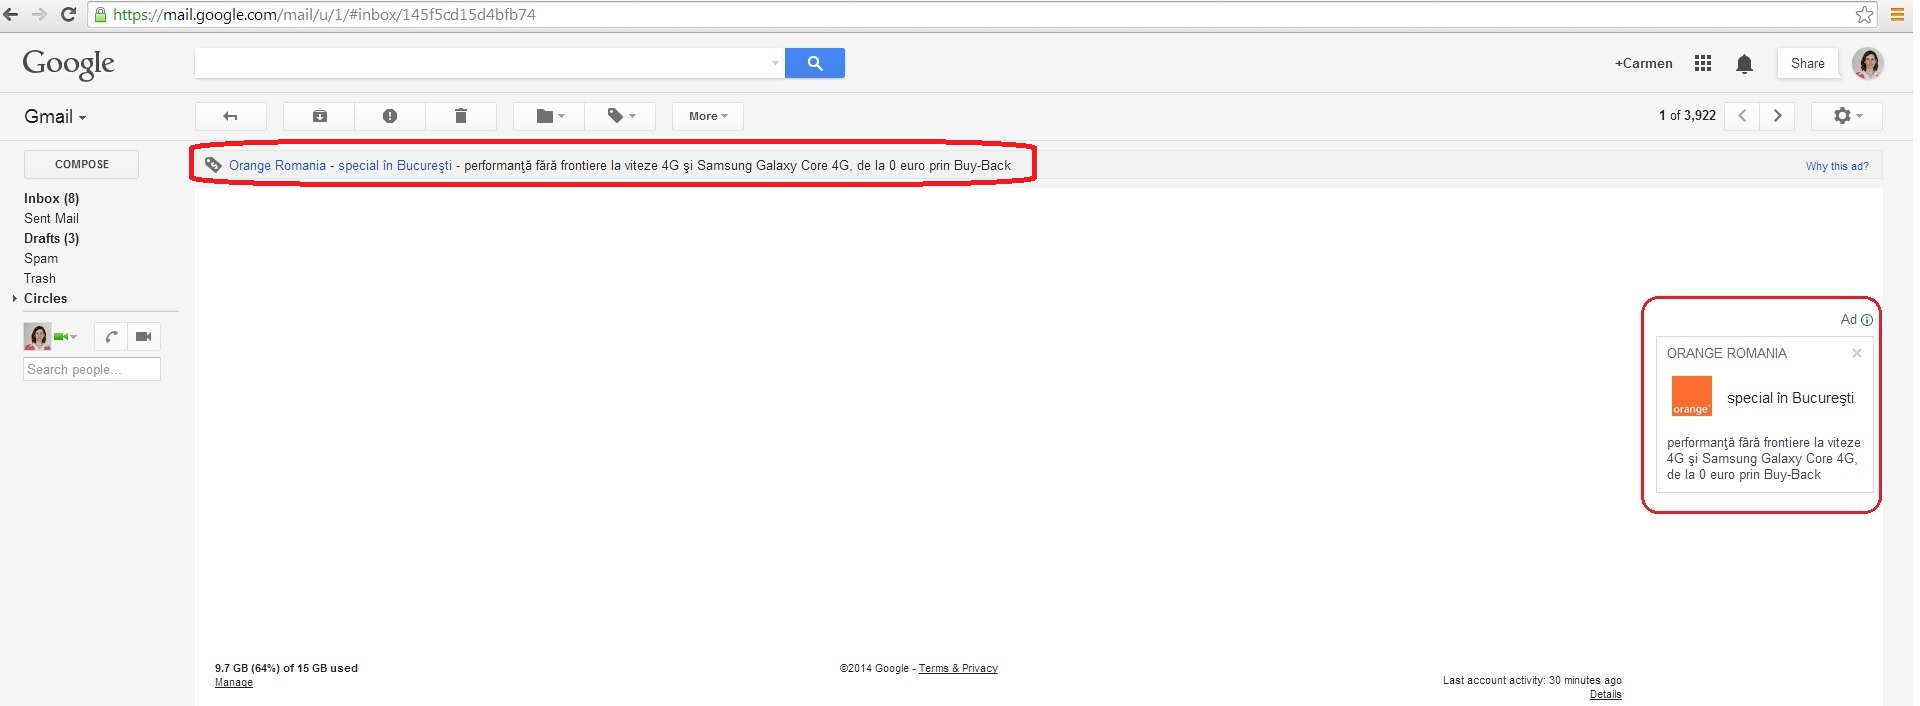 https://mail.google.com/mail/u/1/#inbox/145f5cd15d4bfb74
Google
+Carmen
Share
Gmail
More
1 of 3,922
COMPOSE
Orange Romania - special în Bucureşti - performanţă fără frontiere la viteze 4G şi Samsung Galaxy Core 4G, de la 0 euro prin Buy-Back
Why this ad?
Inbox (8)
Sent Mail
Drafts (3)
Spam
Trash
Circles
Search people...
Ad
ORANGE ROMANIA
orange™
special în Bucureşti
performanţă fără frontiere la viteze
4G şi Samsung Galaxy Core 4G,
de la 0 euro prin Buy-Back
9.7 GB (64%) of 15 GB used
Manage
©2014 Google - Terms & Privacy
Last account activity: 30 minutes ago
Details